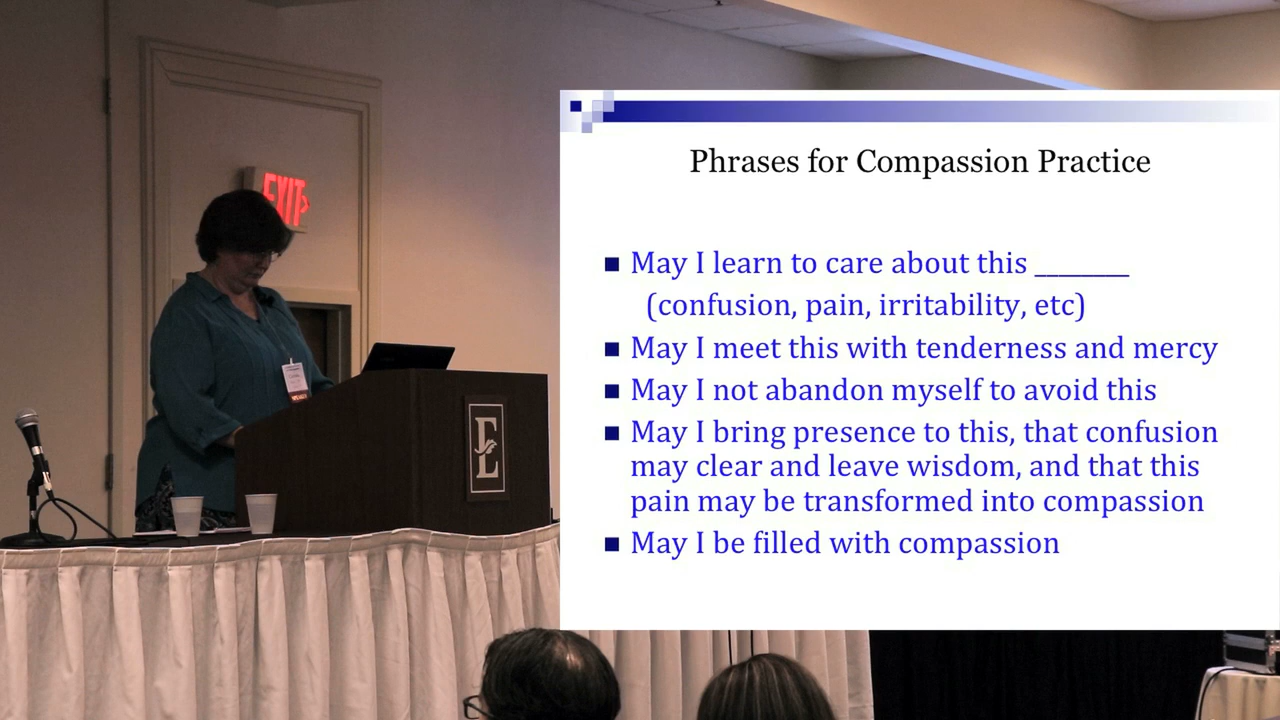 EXIT
E
Phrases for Compassion Practice
May I learn to care about this ________
(confusion, pain, irritability, etc)
May I meet this with tenderness and mercy
May I not abandon myself to avoid this
May I bring presence to this, that confusion
may clear and leave wisdom, and that this
pain may be transformed into compassion
May I be filled with compassion